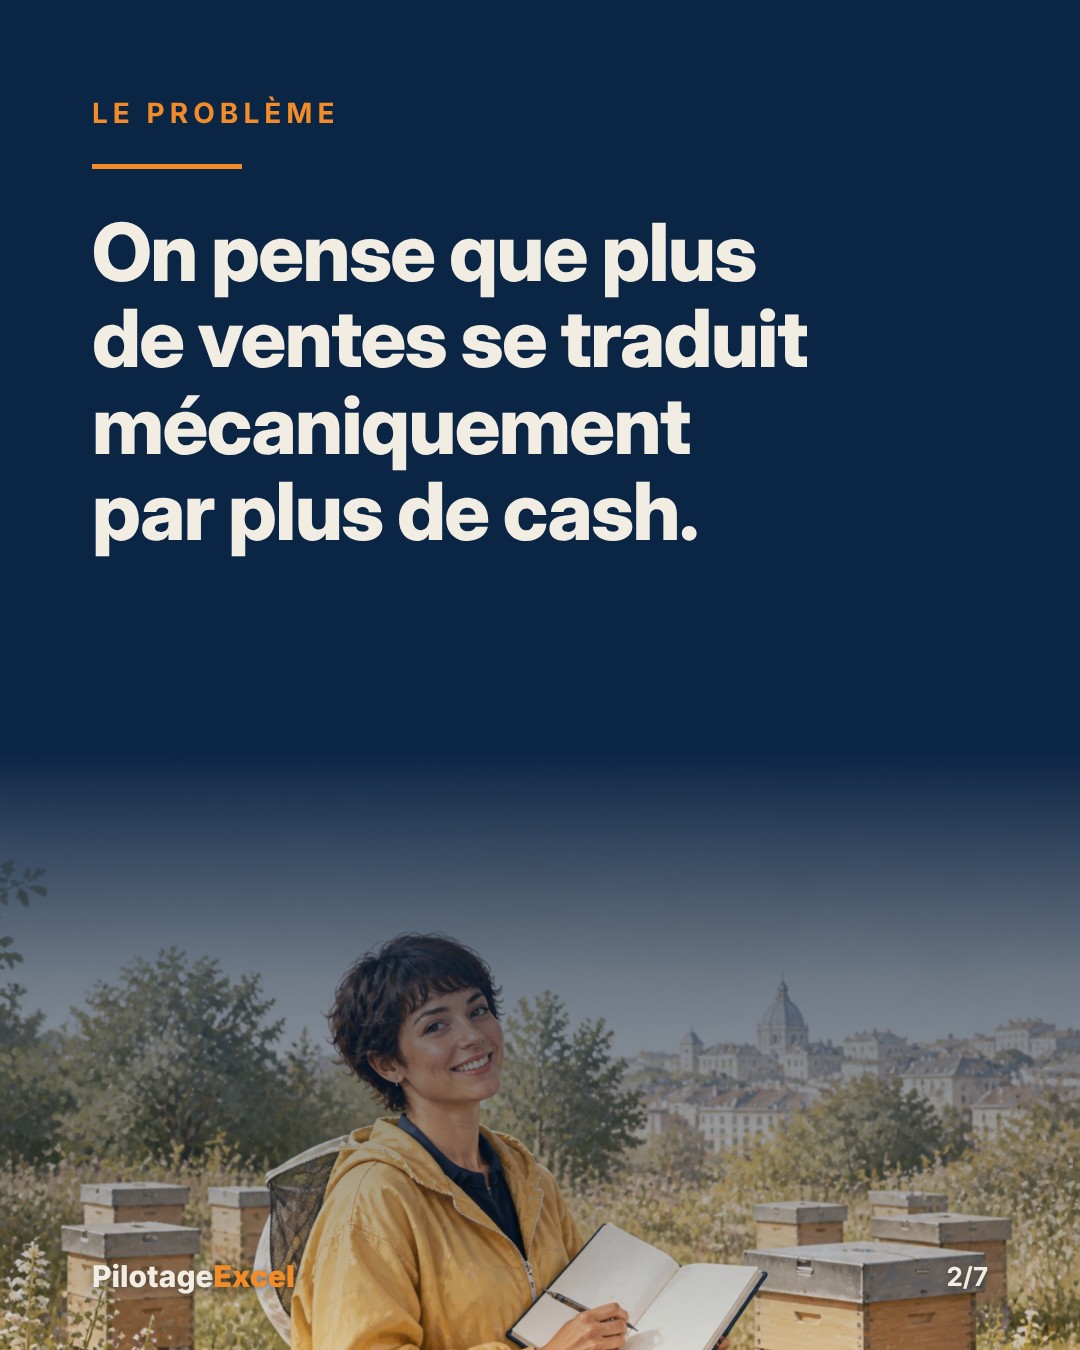 LE PROBLÈME
On pense que plus
de ventes se traduit
mécaniquement
par plus de cash.
PilotageExcel
2/7